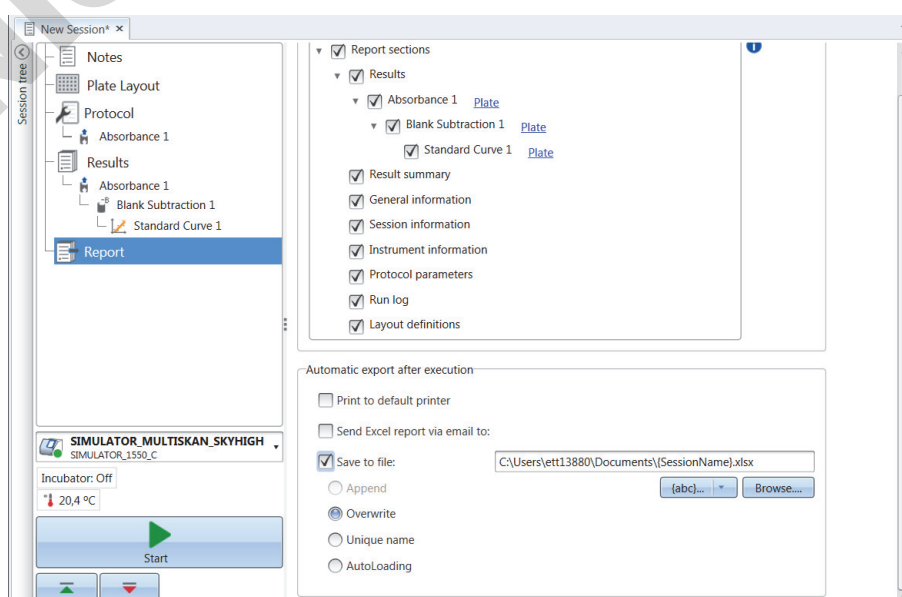 New Session* ×
Session tree
Notes
Plate Layout
Protocol
Absorbance 1
Results
Absorbance 1
Blank Subtraction 1
Standard Curve 1
Report
Report sections
Results
Absorbance 1 Plate
Blank Subtraction 1 Plate
Standard Curve 1 Plate
Result summary
General information
Session information
Instrument information
Protocol parameters
Run log
Layout definitions
Automatic export after execution
Print to default printer
Send Excel report via email to:
Save to file: C:\Users\ett13880\Documents\{SessionName}.xlsx
Append {abc}... Browse....
Overwrite
Unique name
AutoLoading
SIMULATOR_MULTISKAN_SKYHIGH
SIMULATOR_1550_C
Incubator: Off
20,4 ºC
Start